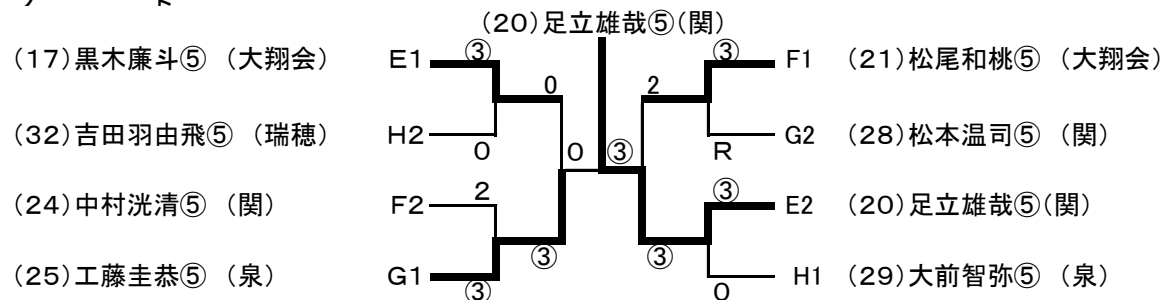 (20)足立雄哉⑤(関)
(17)黒木廉斗⑤ (大翔会) E1 ③ ③ F1 (21)松尾和桃⑤ (大翔会)
0 2
(32)吉田羽由飛⑤ (瑞穂) H2 0 R G2 (28)松本温司⑤ (関)
0 ③
(24)中村洸清⑤ (関) F2 2 ③ E2 (20)足立雄哉⑤(関)
③ ③
(25)工藤圭恭⑤ (泉) G1 ③ 0 H1 (29)大前智弥⑤ (泉)